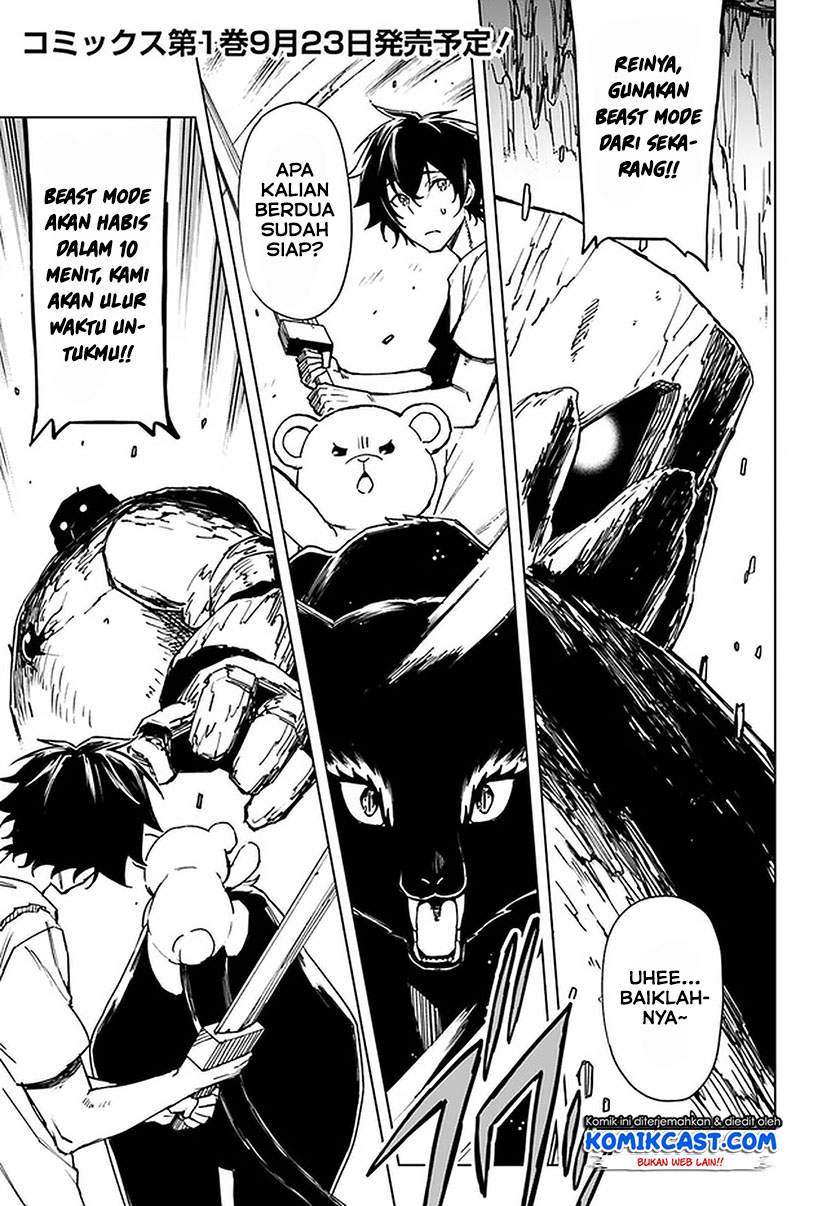 コミックス第1巻9月23日発売予定!
REINYA,
GUNAKAN
BEAST MODE
DARI SEKA-
RANG!!
UHEE...
BAIKLAH-
NYA~
APA
KALIAN
BERDUA
SUDAH
SIAP?
BEAST MODE
AKAN HABIS
DALAM 10
MENIT, KAMI
AKAN ULUR
WAKTU UN-
TUKMU!!
Komik ini diterjemahkan & diedit oleh
KOMIKCAST.COM
BUKAN WEB LAIN!!